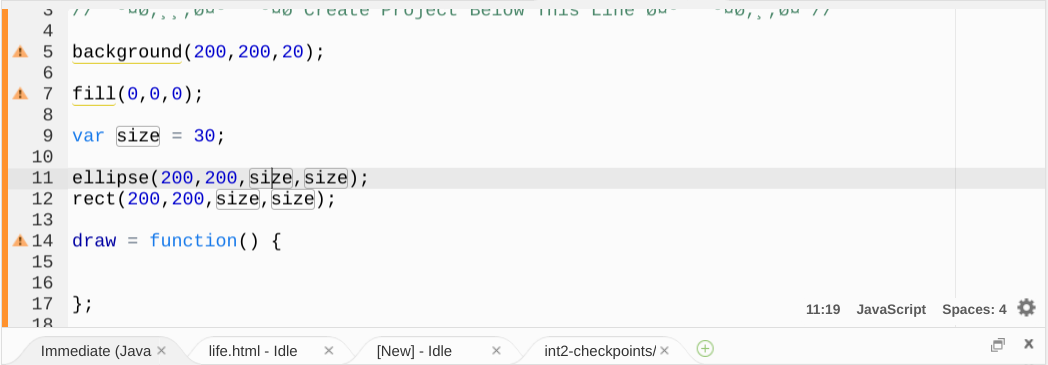 3 // Create Project Below This Line //
4
5 background(200,200,20);
6
7 fill(0,0,0);
8
9 var size = 30;
10
11 ellipse(200,200,size,size);
12 rect(200,200,size,size);
13
14 draw = function() {
15
16
17 };
18
11:19 JavaScript Spaces: 4
Immediate (Java × life.html - Idle × [New] - Idle × int2-checkpoints/ ×